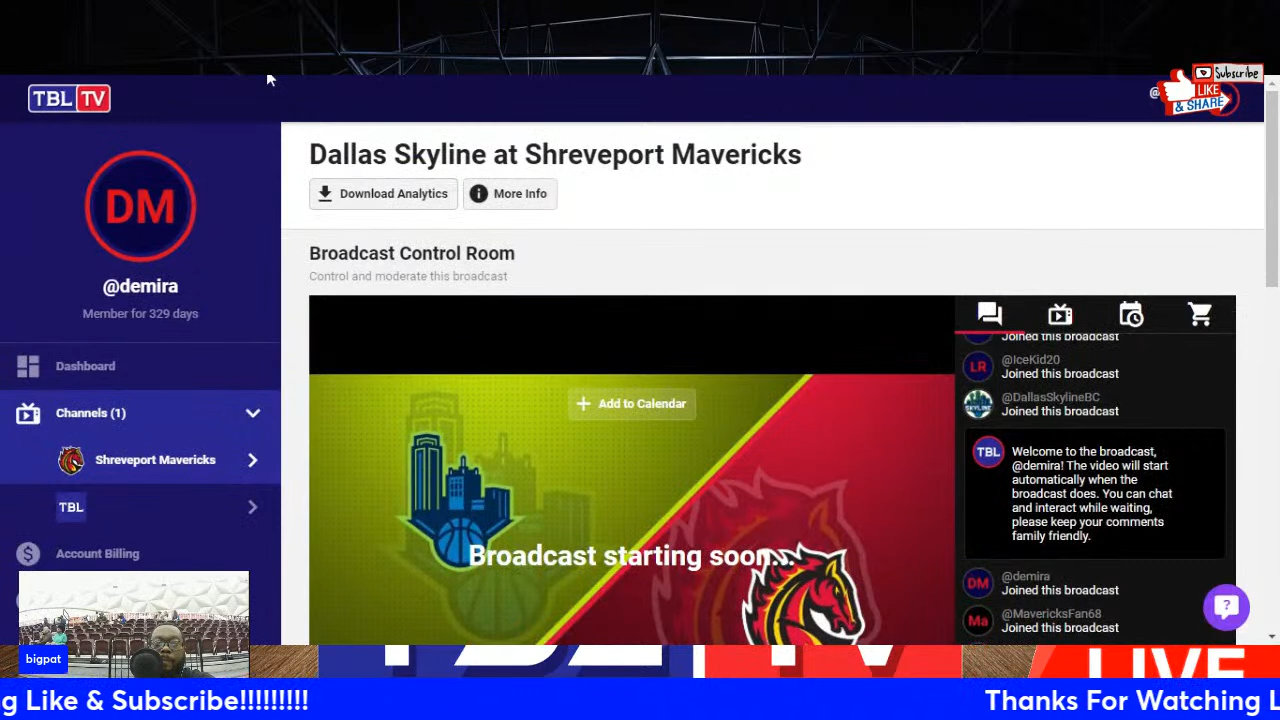 Subscribe
LIKE
& SHARE
TBL TV
@
Dallas Skyline at Shreveport Mavericks
Download Analytics
More Info
DM
@demira
Member for 329 days
Broadcast Control Room
Control and moderate this broadcast
Dashboard
Channels (1)
Shreveport Mavericks
TBL
Account Billing
Add to Calendar
Broadcast starting soon...
SKYLINE
Joined this broadcast
LR
@IceKid20
Joined this broadcast
@DallasSkylineBC
Joined this broadcast
TBL
Welcome to the broadcast,
@demira! The video will start
automatically when the
broadcast does. You can chat
and interact while waiting,
please keep your comments
family friendly.
DM
@demira
Joined this broadcast
Ma
@MavericksFan68
Joined this broadcast
bigpat
LIVE
g Like & Subscribe!!!!!!!!!
Thanks For Watching L